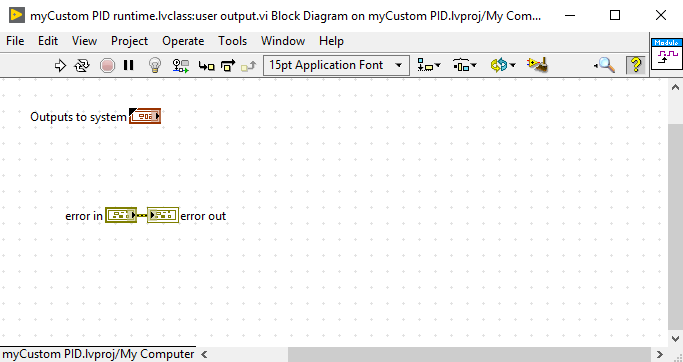 myCustom PID runtime.lvclass:user output.vi Block Diagram on myCustom PID.lvproj/My Com...
File Edit View Project Operate Tools Window Help
15pt Application Font
Module
Outputs to system
error in error out
myCustom PID.lvproj/My Computer